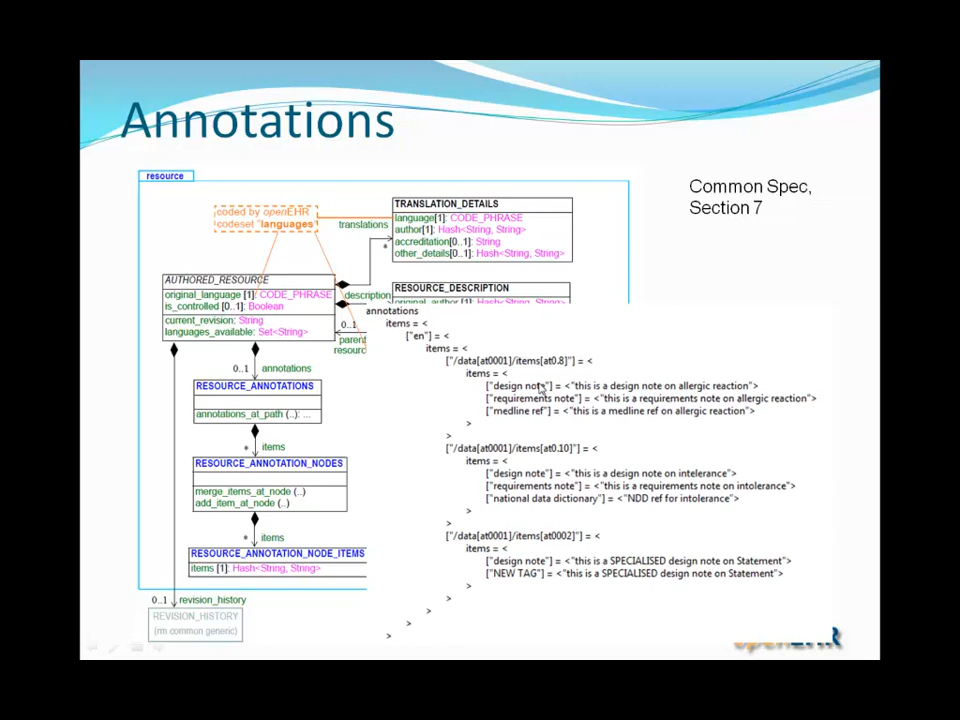 Annotations
Common Spec,
Section 7
resource
coded by openEHR
codeset "languages
translations
*
TRANSLATION_DETAILS
language[1]: CODE_PHRASE
author[1]: Hash<String, String>
accreditation[0..1]: String
other_details[0..1]: Hash<String, String>
AUTHORED_RESOURCE
original_language [1]: CODE_PHRASE
is_controlled [0..1]: Boolean
current_revision: String
languages_available: Set<String>
description
RESOURCE_DESCRIPTION
original_author [1]: Hash<String, String>
0..1
parent
resourc
0..1 annotations
RESOURCE_ANNOTATIONS
annotations_at_path (..): ...
* items
RESOURCE_ANNOTATION_NODES
merge_items_at_node (..)
add_item_at_node (..)
* items
RESOURCE_ANNOTATION_NODE_ITEMS
items [1]: Hash<String, String>
0..1 revision_history
REVISION_HISTORY
(rm common generic)
annotations
items = <
["en"] = <
items = <
["/data[at0001]/items[at0.8]"] = <
items = <
["design note"] = <"this is a design note on allergic reaction">
["requirements note"] = <"this is a requirements note on allergic reaction">
["medline ref"] = <"this is a medline ref on allergic reaction">
>
>
["/data[at0001]/items[at0.10]"] = <
items = <
["design note"] = <"this is a design note on intelerance">
["requirements note"] = <"this is a requirements note on intolerance">
["national data dictionary"] = <"NDD ref for intolerance">
>
>
["/data[at0001]/items[at0002]"] = <
items = <
["design note"] = <"this is a SPECIALISED design note on Statement">
["NEW TAG"] = <"this is a SPECIALISED design note on Statement">
>
>
>
>
>
openEHR